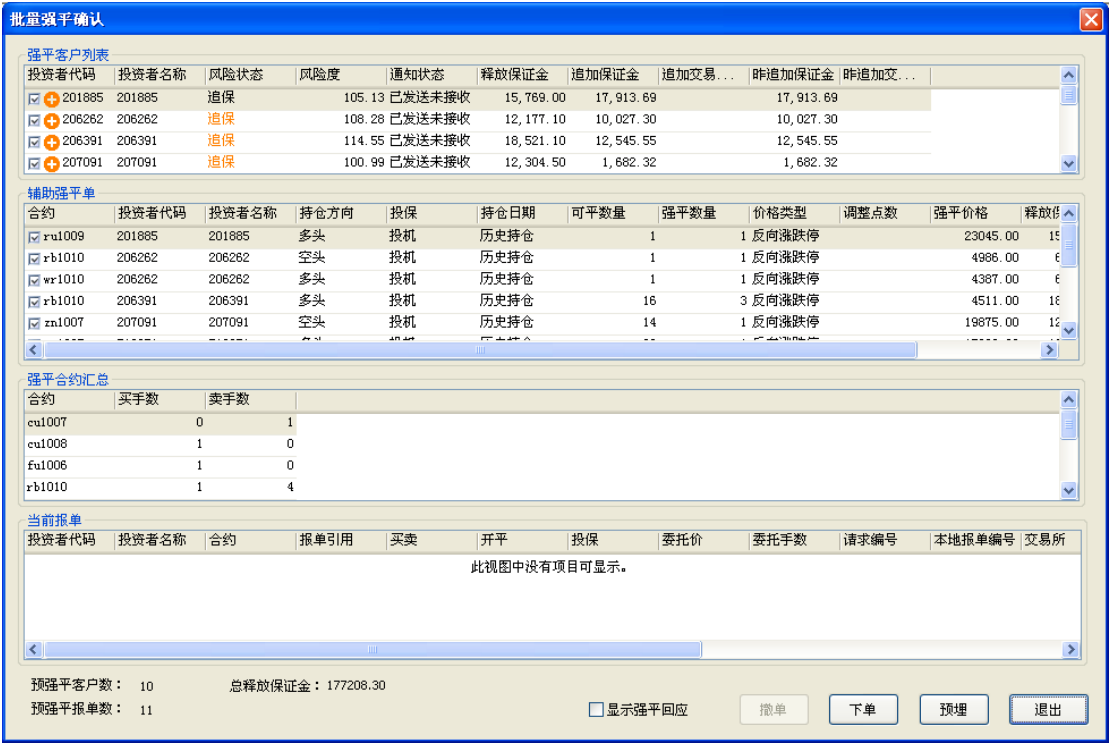 批量强平确认
强平客户列表
投资者代码 投资者名称 风险状态 风险度 通知状态 释放保证金 追加保证金 追加交易... 昨追加保证金 昨追加交...
201885 201885 追保 105.13 已发送未接收 15,769.00 17,913.69 17,913.69
206262 206262 追保 108.28 已发送未接收 12,177.10 10,027.30 10,027.30
206391 206391 追保 114.55 已发送未接收 18,521.10 12,545.55 12,545.55
207091 207091 追保 100.99 已发送未接收 12,304.50 1,682.32 1,682.32
辅助强平单
合约 投资者代码 投资者名称 持仓方向 投保 持仓日期 可平数量 强平数量 价格类型 调整点数 强平价格 释放保
ru1009 201885 201885 多头 投机 历史持仓 1 1 反向涨跌停 23045.00 15
rb1010 206262 206262 空头 投机 历史持仓 1 1 反向涨跌停 4986.00 6
wr1010 206262 206262 多头 投机 历史持仓 1 1 反向涨跌停 4387.00 6
rb1010 206391 206391 多头 投机 历史持仓 16 3 反向涨跌停 4511.00 18
zn1007 207091 207091 空头 投机 历史持仓 14 1 反向涨跌停 19875.00 12
强平合约汇总
合约 买手数 卖手数
cu1007 0 1
cu1008 1 0
fu1006 1 0
rb1010 1 4
当前报单
投资者代码 投资者名称 合约 报单引用 买卖 开平 投保 委托价 委托手数 请求编号 本地报单编号 交易所
此视图中没有项目可显示。
预强平客户数： 10 总释放保证金：177208.30
预强平报单数： 11 显示强平回应 撤单 下单 预埋 退出